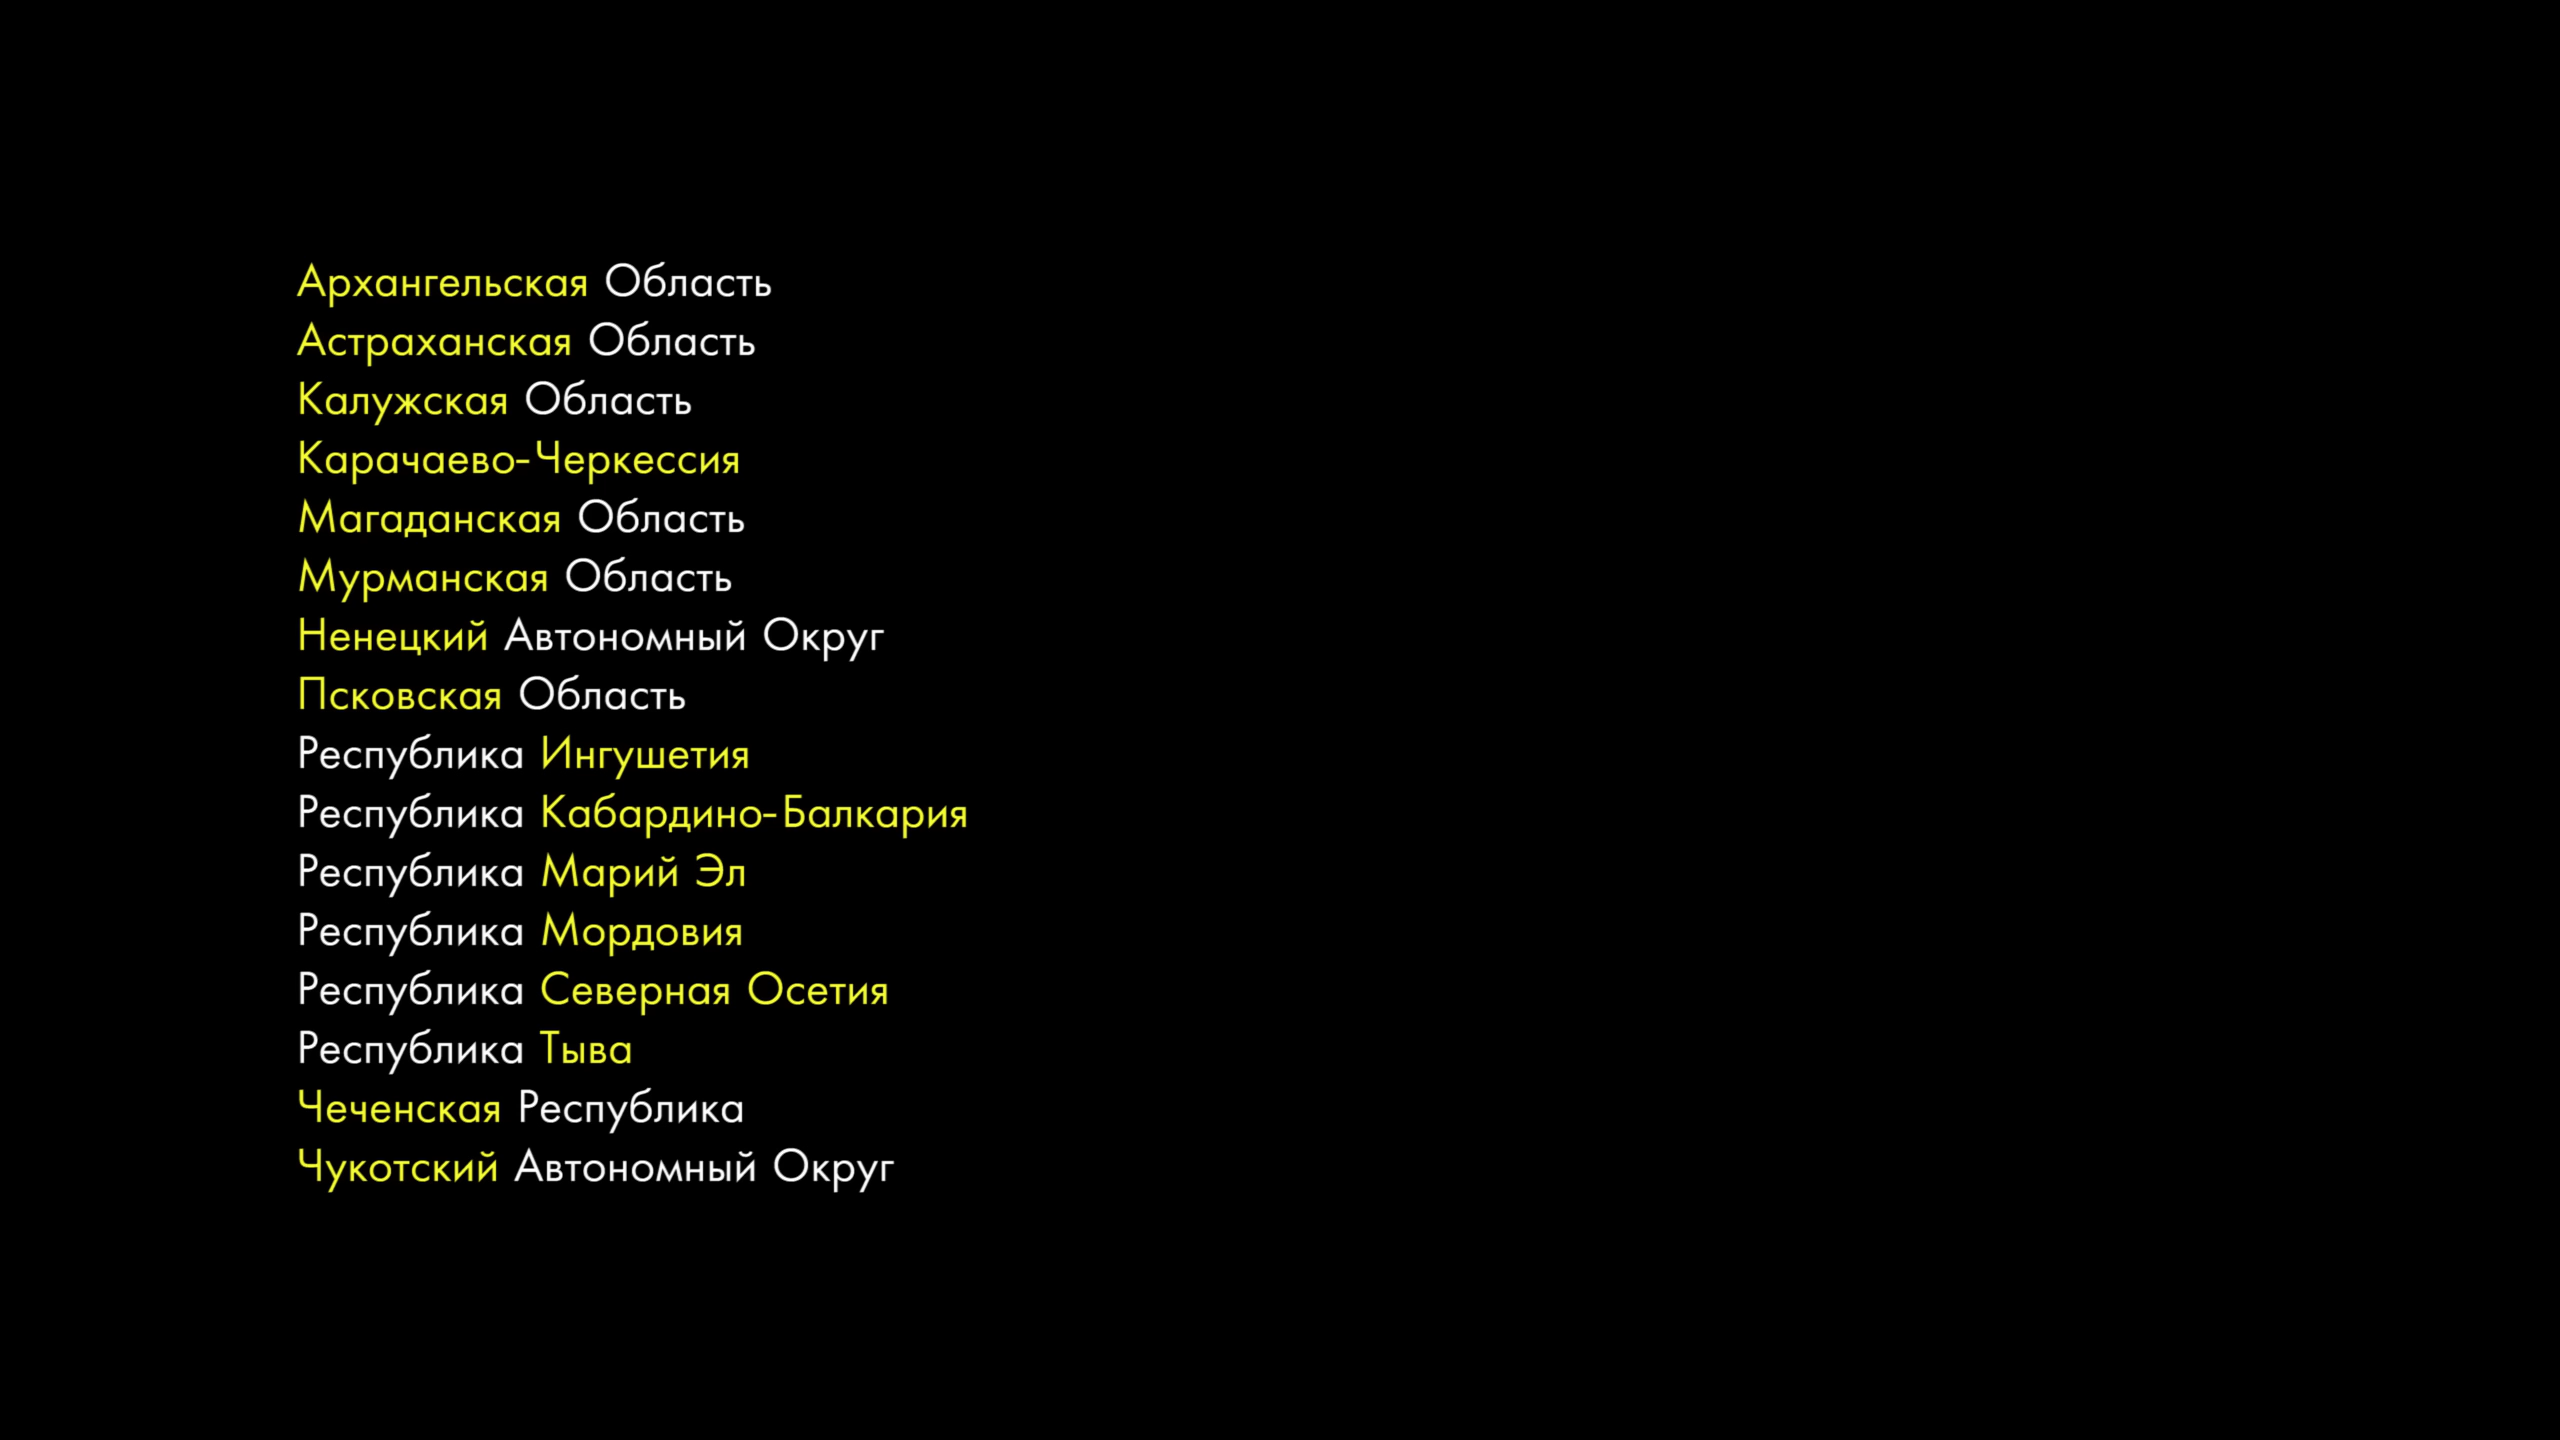 Архангельская Область
Астраханская Область
Калужская Область
Карачаево-Черкессия
Магаданская Область
Мурманская Область
Ненецкий Автономный Округ
Псковская Область
Республика Ингушетия
Республика Кабардино-Балкария
Республика Марий Эл
Республика Мордовия
Республика Северная Осетия
Республика Тыва
Чеченская Республика
Чукотский Автономный Округ